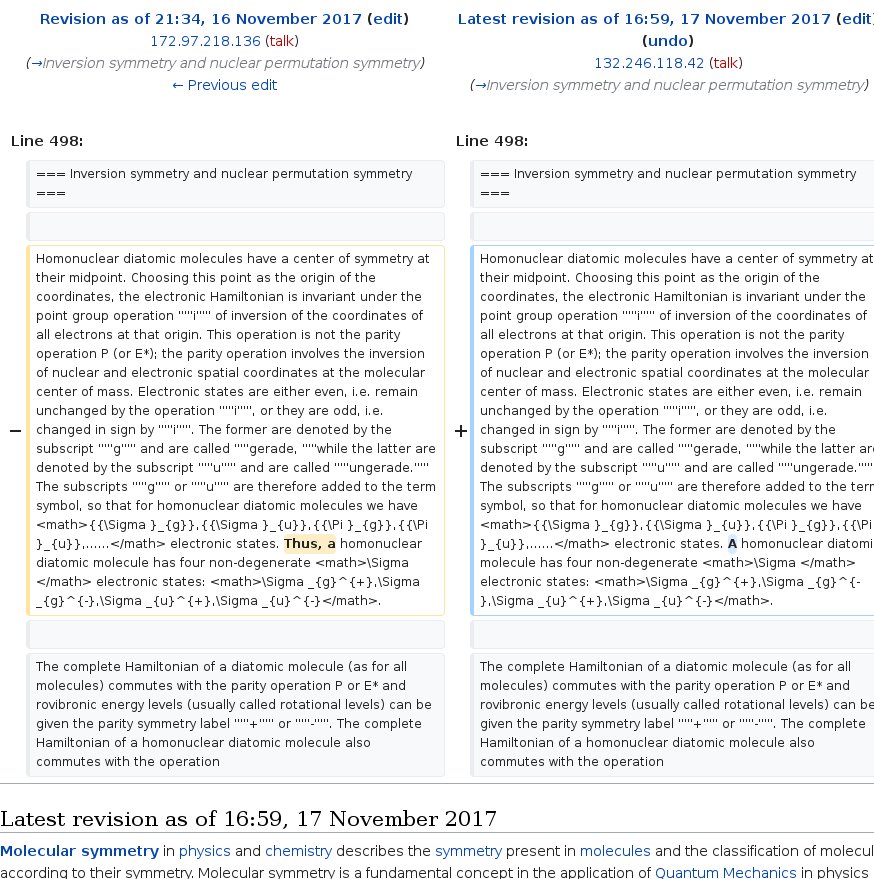 Revision as of 21:34, 16 November 2017 (edit)
172.97.218.136 (talk)
(→Inversion symmetry and nuclear permutation symmetry)
← Previous edit
Latest revision as of 16:59, 17 November 2017 (edit)
(undo)
132.246.118.42 (talk)
(→Inversion symmetry and nuclear permutation symmetry)
Line 498:
=== Inversion symmetry and nuclear permutation symmetry
===
− Homonuclear diatomic molecules have a center of symmetry at
their midpoint. Choosing this point as the origin of the
coordinates, the electronic Hamiltonian is invariant under the
point group operation '''''i''''' of inversion of the coordinates of
all electrons at that origin. This operation is not the parity
operation P (or E*); the parity operation involves the inversion
of nuclear and electronic spatial coordinates at the molecular
center of mass. Electronic states are either even, i.e. remain
unchanged by the operation '''''i''''', or they are odd, i.e.
changed in sign by '''''i'''''. The former are denoted by the
subscript '''''g''''' and are called '''''gerade, '''''while the latter are
denoted by the subscript '''''u''''' and are called '''''ungerade.'''''
The subscripts '''''g''''' or '''''u''''' are therefore added to the term
symbol, so that for homonuclear diatomic molecules we have
<math>{{\Sigma }_{g}},{{\Sigma }_{u}},{{\Pi }_{g}},{{\Pi
}_{u}},......</math> electronic states. Thus, a homonuclear
diatomic molecule has four non-degenerate <math>\Sigma
</math> electronic states: <math>\Sigma _{g}^{+},\Sigma
_{g}^{-},\Sigma _{u}^{+},\Sigma _{u}^{-}</math>.
The complete Hamiltonian of a diatomic molecule (as for all
molecules) commutes with the parity operation P or E* and
rovibronic energy levels (usually called rotational levels) can be
given the parity symmetry label '''''+''''' or '''''-'''''. The complete
Hamiltonian of a homonuclear diatomic molecule also
commutes with the operation
Line 498:
=== Inversion symmetry and nuclear permutation symmetry
===
+ Homonuclear diatomic molecules have a center of symmetry at
their midpoint. Choosing this point as the origin of the
coordinates, the electronic Hamiltonian is invariant under the
point group operation '''''i''''' of inversion of the coordinates of
all electrons at that origin. This operation is not the parity
operation P (or E*); the parity operation involves the inversion
of nuclear and electronic spatial coordinates at the molecular
center of mass. Electronic states are either even, i.e. remain
unchanged by the operation '''''i''''', or they are odd, i.e.
changed in sign by '''''i'''''. The former are denoted by the
subscript '''''g''''' and are called '''''gerade, '''''while the latter are
denoted by the subscript '''''u''''' and are called '''''ungerade.'''''
The subscripts '''''g''''' or '''''u''''' are therefore added to the term
symbol, so that for homonuclear diatomic molecules we have
<math>{{\Sigma }_{g}},{{\Sigma }_{u}},{{\Pi }_{g}},{{\Pi
}_{u}},......</math> electronic states. A homonuclear diatomi
molecule has four non-degenerate <math>\Sigma </math>
electronic states: <math>\Sigma _{g}^{+},\Sigma _{g}^{-
},\Sigma _{u}^{+},\Sigma _{u}^{-}</math>.
The complete Hamiltonian of a diatomic molecule (as for all
molecules) commutes with the parity operation P or E* and
rovibronic energy levels (usually called rotational levels) can be
given the parity symmetry label '''''+''''' or '''''-'''''. The complete
Hamiltonian of a homonuclear diatomic molecule also
commutes with the operation
Latest revision as of 16:59, 17 November 2017
Molecular symmetry in physics and chemistry describes the symmetry present in molecules and the classification of molecul
according to their symmetry. Molecular symmetry is a fundamental concept in the application of Quantum Mechanics in physics